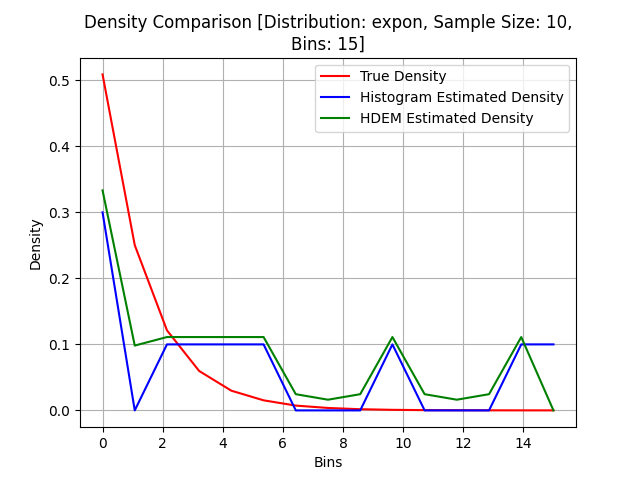 Density Comparison [Distribution: expon, Sample Size: 10,
Bins: 15]
True Density
Histogram Estimated Density
HDEM Estimated Density
Density
0.5
0.4
0.3
0.2
0.1
0.0
0 2 4 6 8 10 12 14
Bins